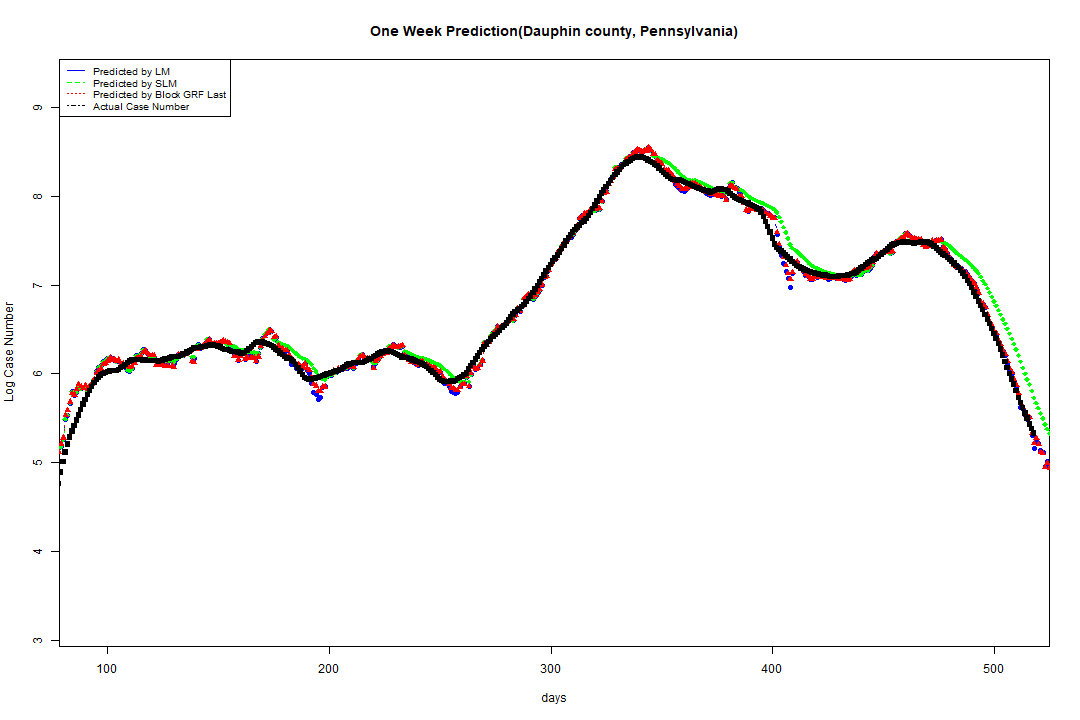 One Week Prediction(Dauphin county, Pennsylvania)
Predicted by LM
Predicted by SLM
Predicted by Block GRF Last
Actual Case Number
Log Case Number
9
8
7
6
5
4
3
100 200 300 400 500
days